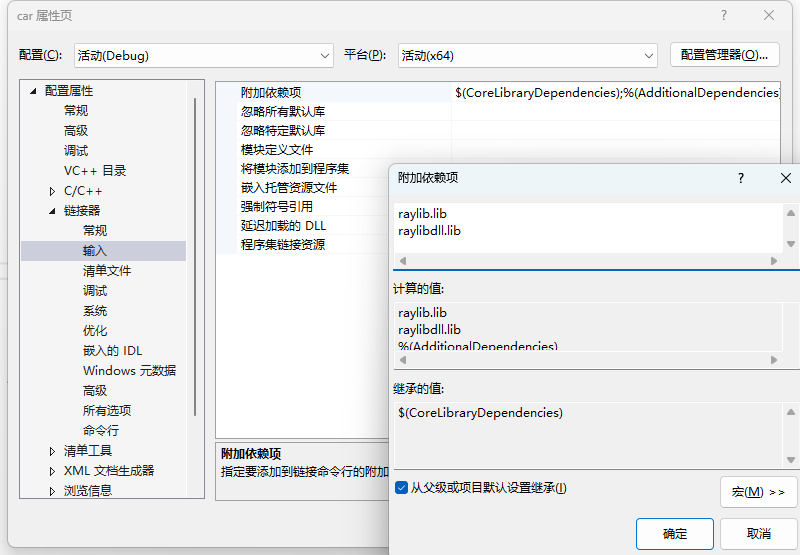 car 属性页
配置(C): 活动(Debug) 平台(P): 活动(x64) 配置管理器(O)...
配置属性
常规
高级
调试
VC++ 目录
C/C++
链接器
常规
输入
清单文件
调试
系统
优化
嵌入的 IDL
Windows 元数据
高级
所有选项
命令行
清单工具
XML 文档生成器
浏览信息
附加依赖项 $(CoreLibraryDependencies);%(AdditionalDependencies)
忽略所有默认库
忽略特定默认库
模块定义文件
将模块添加到程序集
嵌入托管资源文件
强制符号引用
延迟加载的 DLL
程序集链接资源
附加依赖项
指定要添加到链接命令行的附加
附加依赖项
raylib.lib
raylibdll.lib
计算的值:
raylib.lib
raylibdll.lib
%(AdditionalDependencies)
继承的值:
$(CoreLibraryDependencies)
从父级或项目默认设置继承(I)
宏(M) >>
确定 取消